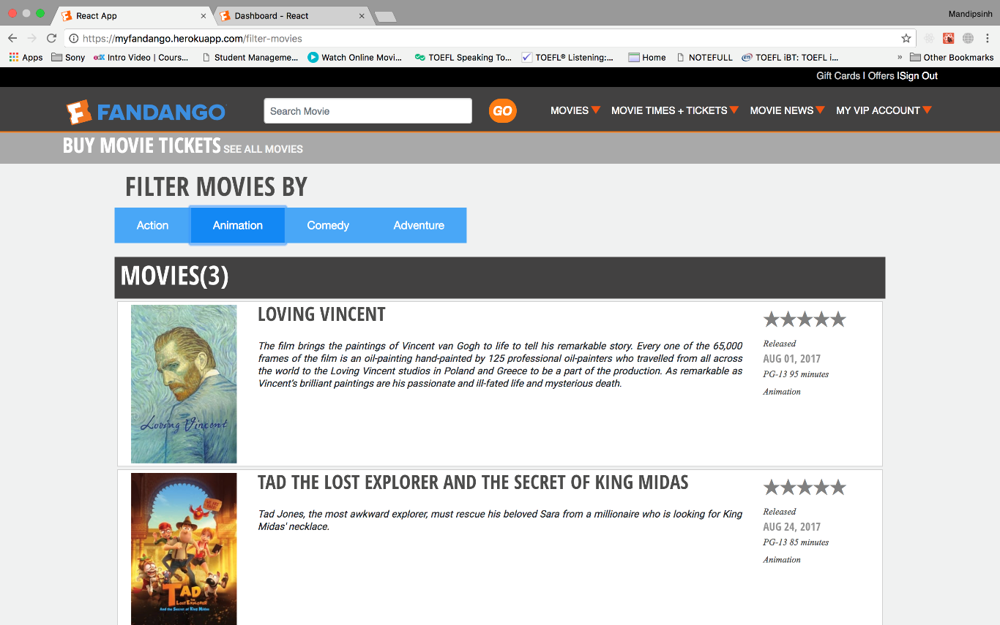 React App
Dashboard - React
Mandipsinh
https://myfandango.herokuapp.com/filter-movies
Apps Sony Intro Video | Cours... Student Manageme... Watch Online Movi... TOEFL Speaking To... TOEFL® Listening:... Home NOTEFULL TOEFL iBT: TOEFL i... » Other Bookmarks
Gift Cards I Offers ISign Out
FANDANGO Search Movie GO MOVIES MOVIE TIMES + TICKETS MOVIE NEWS MY VIP ACCOUNT
BUY MOVIE TICKETS SEE ALL MOVIES
FILTER MOVIES BY
Action Animation Comedy Adventure
MOVIES(3)
LOVING VINCENT
The film brings the paintings of Vincent van Gogh to life to tell his remarkable story. Every one of the 65,000
frames of the film is an oil-painting hand-painted by 125 professional oil-painters who travelled from all across
the world to the Loving Vincent studios in Poland and Greece to be a part of the production. As remarkable as
Vincent's brilliant paintings are his passionate and ill-fated life and mysterious death.
Released
AUG 01, 2017
PG-13 95 minutes
Animation
Loving Vincent
TAD THE LOST EXPLORER AND THE SECRET OF KING MIDAS
Tad Jones, the most awkward explorer, must rescue his beloved Sara from a millionaire who is looking for King
Midas' necklace.
Released
AUG 24, 2017
PG-13 85 minutes
Animation
TAD
THE
LOST EXPLORER
And the Secret of King Midas